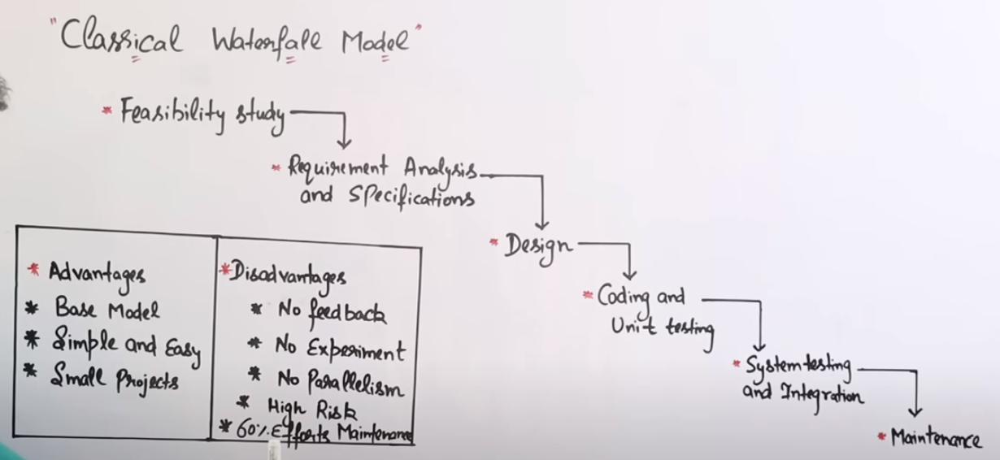 "Classical Waterfall Model"
* Feasibility study
* Requirement Analysis
and Specifications
* Design
* Coding and
Unit testing
* System testing
and Integration
* Maintenance
* Advantages
* Base Model
* Simple and Easy
* Small Projects
* Disadvantages
* No feedback
* No Experiment
* No Parallelism
* High Risk
* 60% Efforts Maintenance